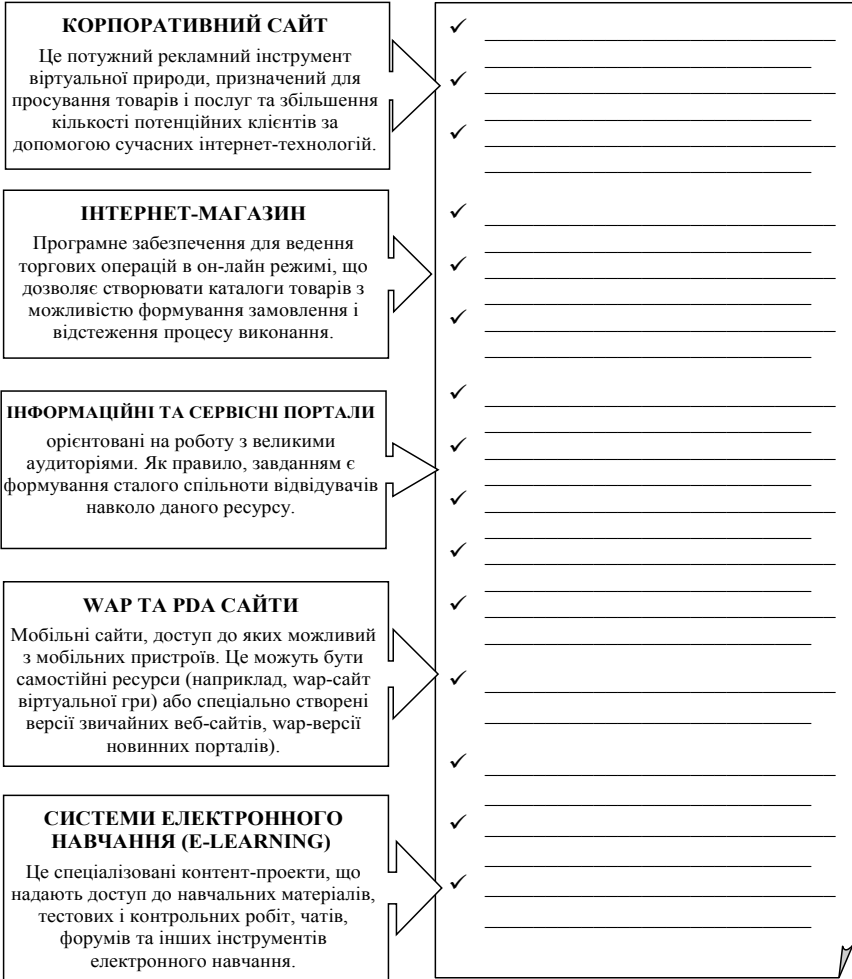 КОРПОРАТИВНИЙ САЙТ
Це потужний рекламний інструмент
віртуальної природи, призначений для
просування товарів і послуг та збільшення
кількості потенційних клієнтів за
допомогою сучасних інтернет-технологій.
ІНТЕРНЕТ-МАГАЗИН
Програмне забезпечення для ведення
торгових операцій в он-лайн режимі, що
дозволяє створювати каталоги товарів з
можливістю формування замовлення і
відстеження процесу виконання.
ІНФОРМАЦІЙНІ ТА СЕРВІСНІ ПОРТАЛИ
орієнтовані на роботу з великими
аудиторіями. Як правило, завданням є
формування сталого спільноти відвідувачів
навколо даного ресурсу.
WAP ТА PDA САЙТИ
Мобільні сайти, доступ до яких можливий
з мобільних пристроїв. Це можуть бути
самостійні ресурси (наприклад, wap-сайт
віртуальної гри) або спеціально створені
версії звичайних веб-сайтів, wap-версії
новинних порталів).
СИСТЕМИ ЕЛЕКТРОННОГО
НАВЧАННЯ (E-LEARNING)
Це спеціалізовані контент-проекти, що
надають доступ до навчальних матеріалів,
тестових і контрольних робіт, чатів,
форумів та інших інструментів
електронного навчання.